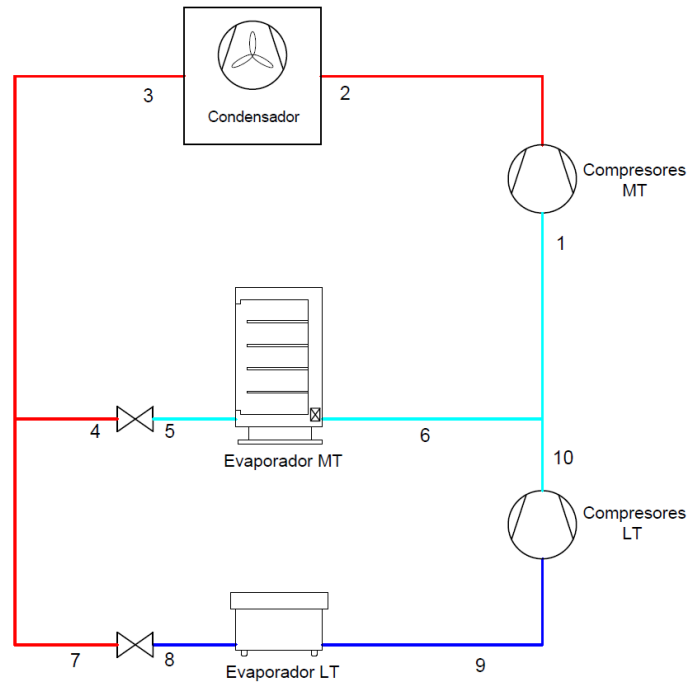 Condensador
3
2
Compresores
MT
1
4
5
6
Evaporador MT
10
Compresores
LT
7
8
9
Evaporador LT